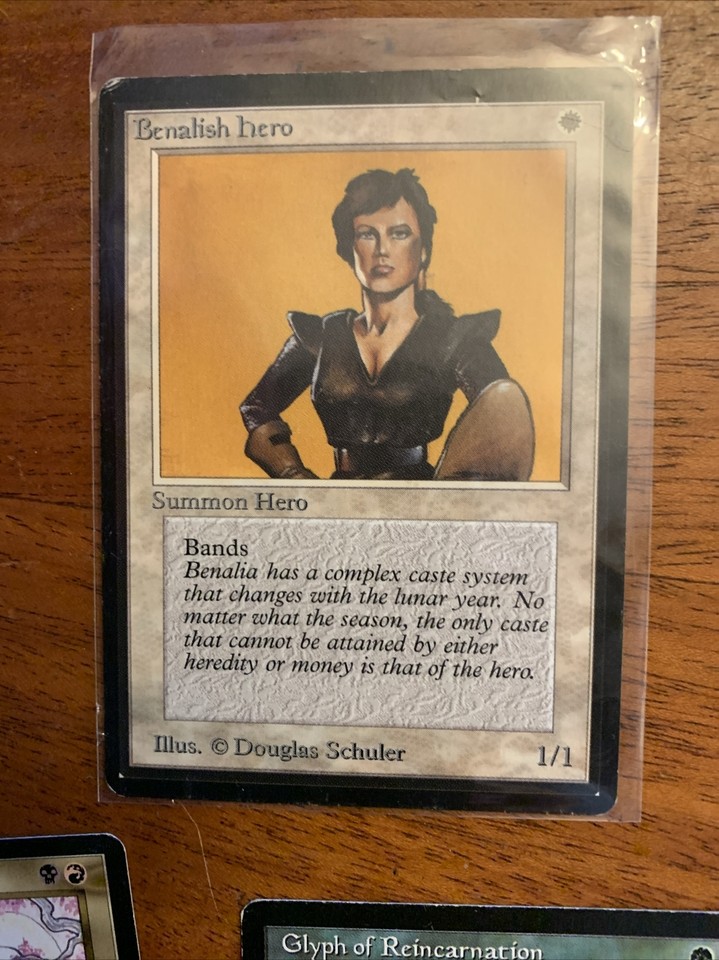 Benalish Hero
Summon Hero
Bands
Benalia has a complex caste system
that changes with the lunar year. No
matter what the season, the only caste
that cannot be attained by either
heredity or money is that of the hero.
Illus. © Douglas Schuler 1/1
Glyph of Reincarnation